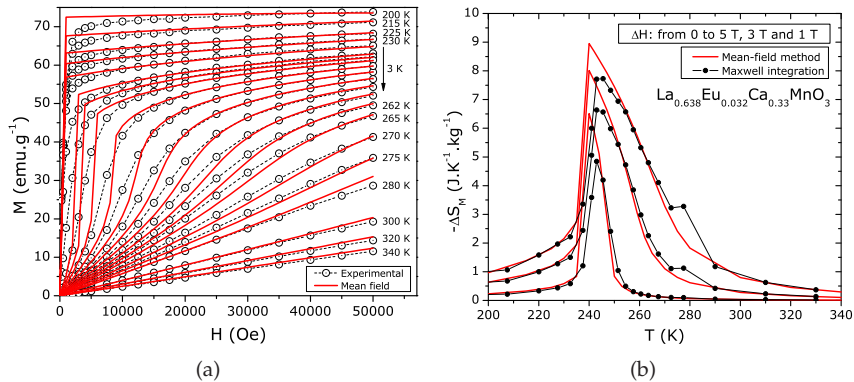 M (emu.g⁻¹)
70
60
50
40
30
20
10
0
200 K
215 K
225 K
230 K
3 K
262 K
265 K
270 K
275 K
280 K
300 K
320 K
340 K
Experimental
Mean field
0 10000 20000 30000 40000 50000
H (Oe)
(a)
-ΔS_M (J.K⁻¹.kg⁻¹)
10
9
8
7
6
5
4
3
2
1
0
ΔH: from 0 to 5 T, 3 T and 1 T
Mean-field method
Maxwell integration
La₀.₆₃₈Eu₀.₀₃₂Ca₀.₃₃MnO₃
200 220 240 260 280 300 320 340
T (K)
(b)